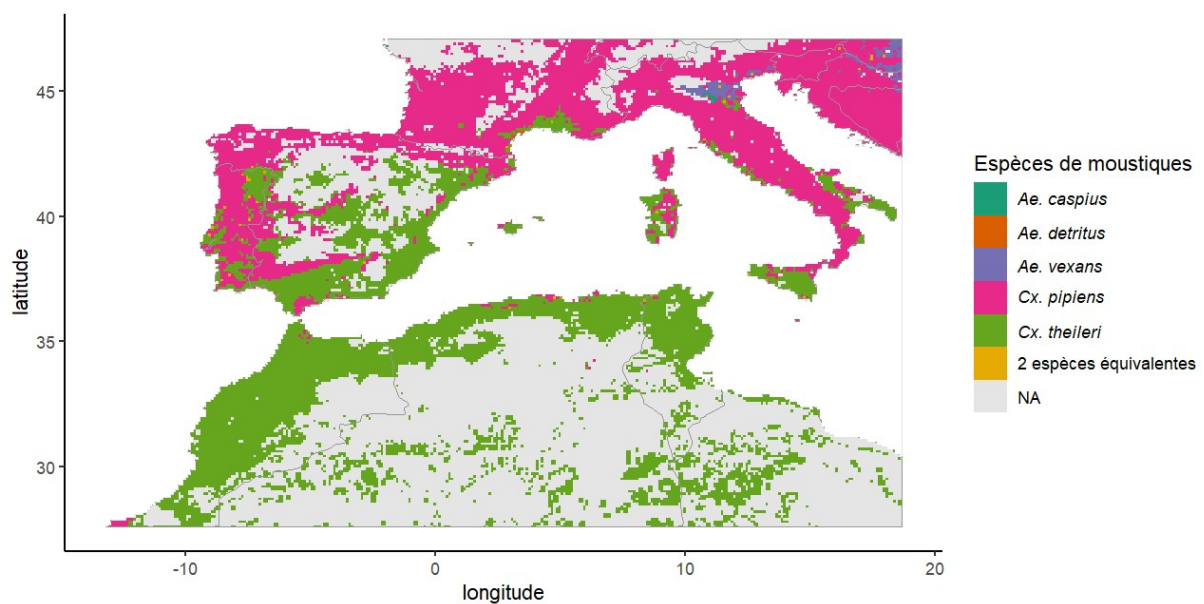 45
40
35
30
latitude
-10
0
10
20
longitude
Espèces de moustiques
Ae. caspius
Ae. detritus
Ae. vexans
Cx. pipiens
Cx. theileri
2 espèces équivalentes
NA